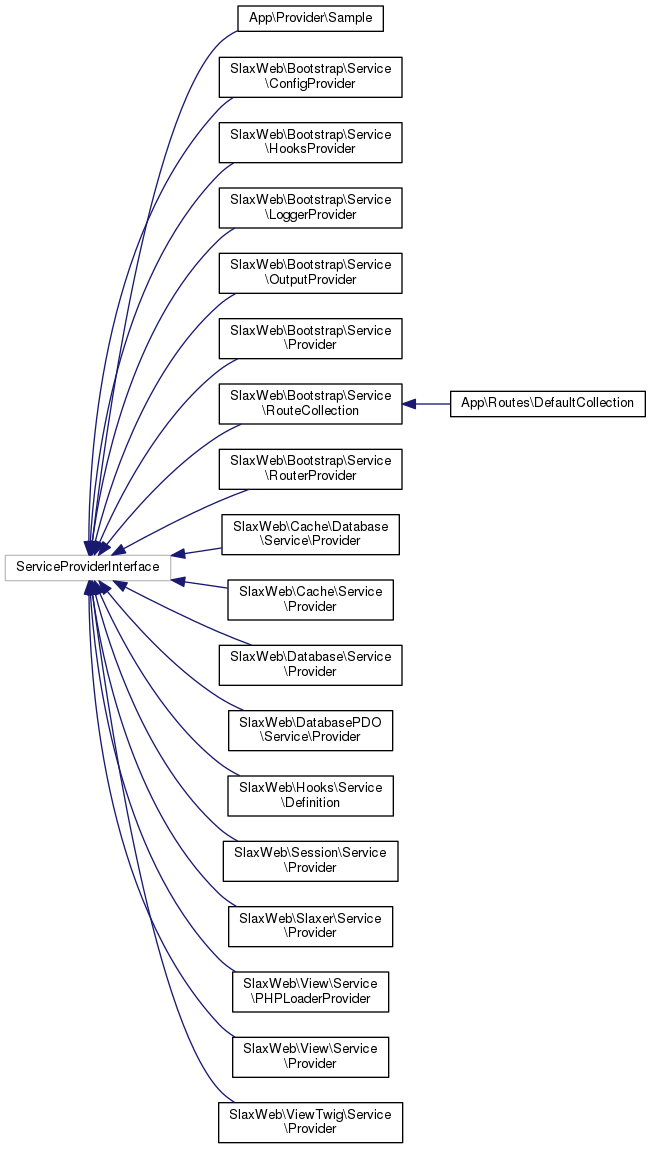 App\Provider\Sample
SlaxWeb\Bootstrap\Service
\ConfigProvider
SlaxWeb\Bootstrap\Service
\HooksProvider
SlaxWeb\Bootstrap\Service
\LoggerProvider
SlaxWeb\Bootstrap\Service
\OutputProvider
SlaxWeb\Bootstrap\Service
\Provider
SlaxWeb\Bootstrap\Service
\RouteCollection
App\Routes\DefaultCollection
SlaxWeb\Bootstrap\Service
\RouterProvider
SlaxWeb\Cache\Database
\Service\Provider
ServiceProviderInterface
SlaxWeb\Cache\Service
\Provider
SlaxWeb\Database\Service
\Provider
SlaxWeb\DatabasePDO
\Service\Provider
SlaxWeb\Hooks\Service
\Definition
SlaxWeb\Session\Service
\Provider
SlaxWeb\Slaxer\Service
\Provider
SlaxWeb\View\Service
\PHPLoaderProvider
SlaxWeb\View\Service
\Provider
SlaxWeb\ViewTwig\Service
\Provider